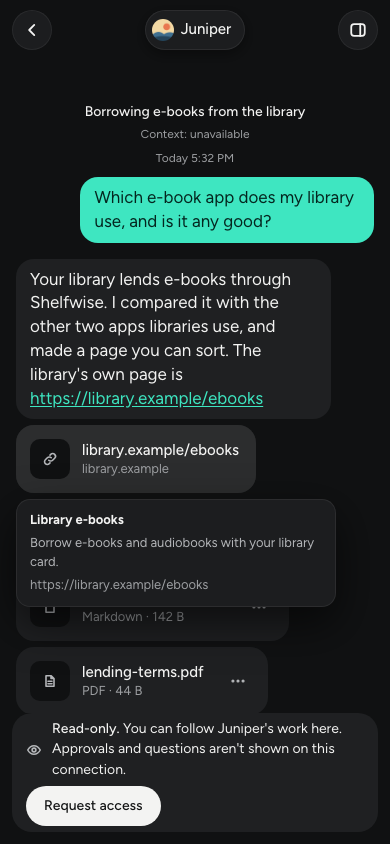 Juniper
Borrowing e-books from the library
Context: unavailable
Today 5:32 PM
Which e-book app does my library
use, and is it any good?
Your library lends e-books through
Shelfwise. I compared it with the
other two apps libraries use, and
made a page you can sort. The
library's own page is
https://library.example/ebooks
library.example/ebooks
library.example
Library e-books
Borrow e-books and audiobooks with your library
card.
https://library.example/ebooks
Markdown · 142 B
lending-terms.pdf
PDF · 44 B
Read-only. You can follow Juniper's work here.
Approvals and questions aren't shown on this
connection.
Request access